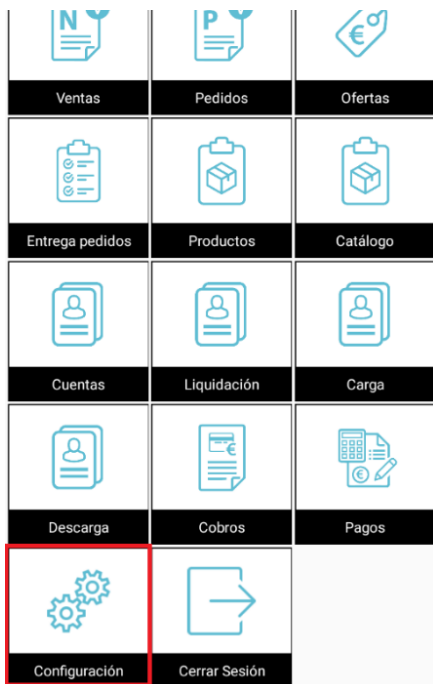 N P €
Ventas Pedidos Ofertas
Entrega pedidos Productos Catálogo
Cuentas Liquidación Carga
€
€
Descarga Cobros Pagos
Configuración Cerrar Sesión